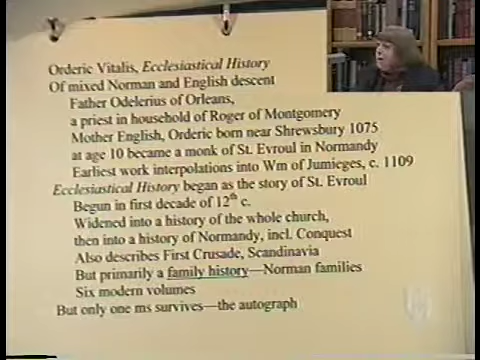 Orderic Vitalis, Ecclesiastical History
Of mixed Norman and English descent
Father Odelerius of Orleans,
a priest in household of Roger of Montgomery
Mother English, Orderic born near Shrewsbury 1075
at age 10 became a monk of St. Evroul in Normandy
Earliest work interpolations into Wm of Jumieges, c. 1109
Ecclesiastical History began as the story of St. Evroul
Begun in first decade of 12th c.
Widened into a history of the whole church,
then into a history of Normandy, incl. Conquest
Also describes First Crusade, Scandinavia
But primarily a family history—Norman families
Six modern volumes
But only one ms survives—the autograph